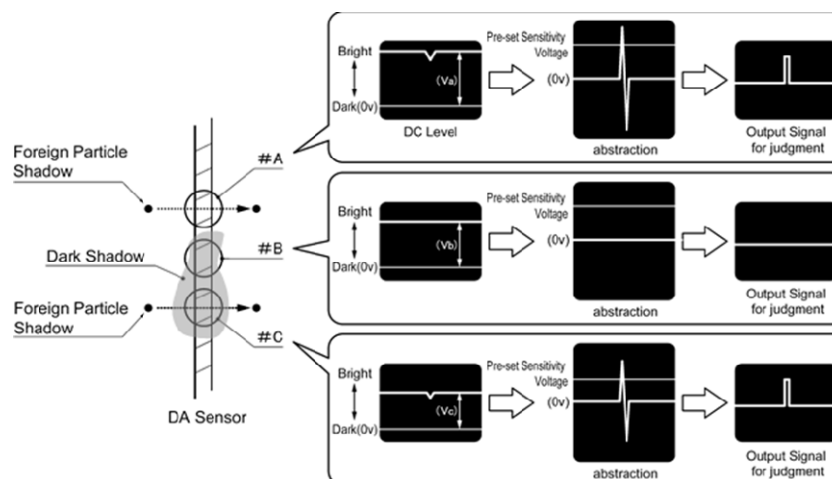 Foreign Particle
Shadow
Dark Shadow
Foreign Particle
Shadow
#A
#B
#C
DA Sensor
Bright
Dark(0v)
(Va)
DC Level
Pre-set Sensitivity
Voltage
(0v)
abstraction
Output Signal
for judgment
Bright
Dark(0v)
(Vb)
Pre-set Sensitivity
Voltage
(0v)
abstraction
Output Signal
for judgment
Bright
Dark(0v)
(Vc)
Pre-set Sensitivity
Voltage
(0v)
abstraction
Output Signal
for judgment